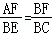 AF/BE = BF/BC